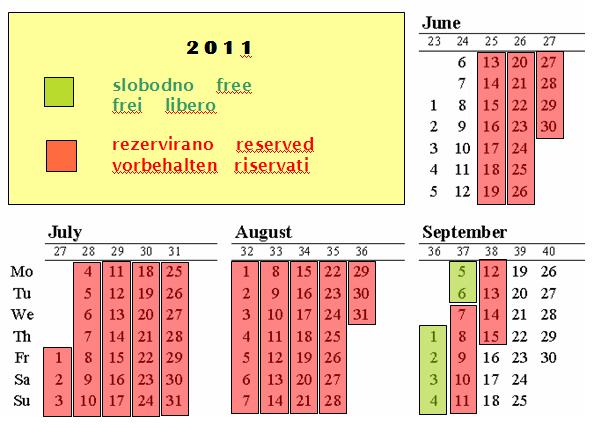 2011
slobodno free
frei libero
rezervirano reserved
vorbehalten riservati
June
23 24 25 26 27
6 13 20 27
7 14 21 28
1 8 15 22 29
2 9 16 23 30
3 10 17 24
4 11 18 25
5 12 19 26
July August September
27 28 29 30 31 32 33 34 35 36 36 37 38 39 40
Mo 4 11 18 25 1 8 15 22 29 5 12 19 26
Tu 5 12 19 26 2 9 16 23 30 6 13 20 27
We 6 13 20 27 3 10 17 24 31 7 14 21 28
Th 7 14 21 28 4 11 18 25 1 8 15 22 29
Fr 1 8 15 22 29 5 12 19 26 2 9 16 23 30
Sa 2 9 16 23 30 6 13 20 27 3 10 17 24
Su 3 10 17 24 31 7 14 21 28 4 11 18 25